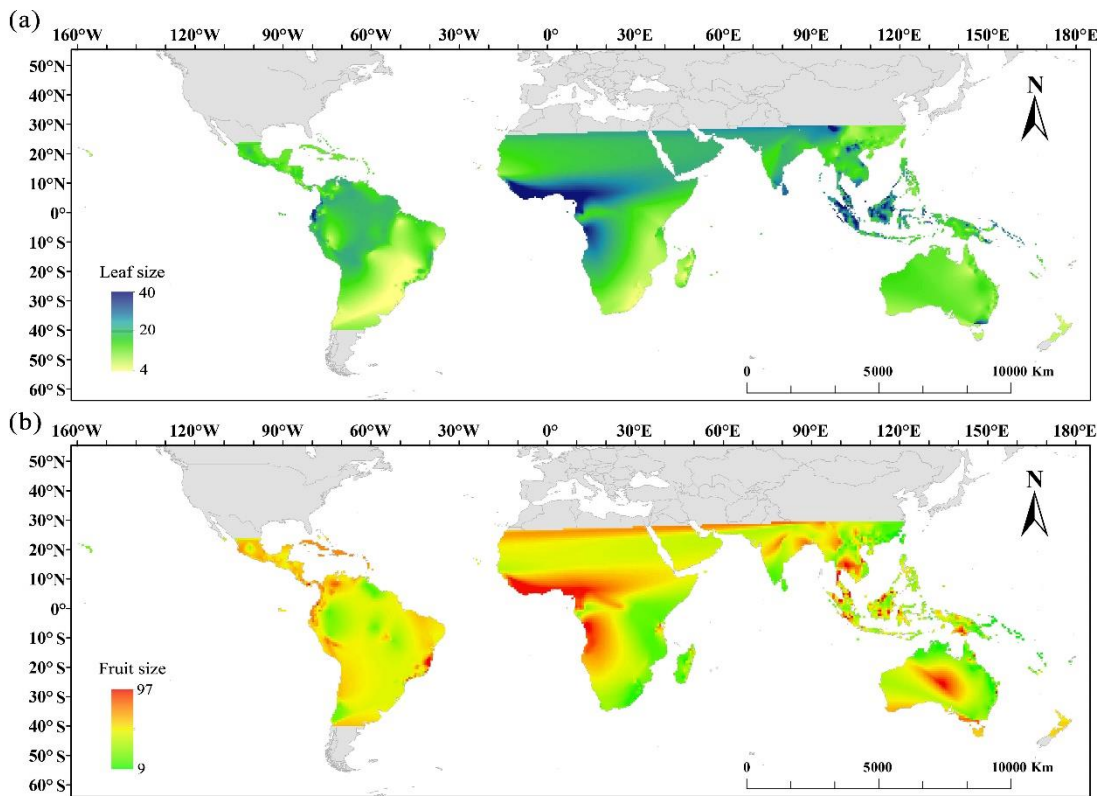 (a)
160°W 120°W 90°W 60°W 30°W 0° 30°E 60°E 90°E 120°E 150°E 180°E
50°N
40°N
30°N
20°N
10°N
0°
10° S
20° S
30° S
40° S
50° S
60° S
N
Leaf size
40
20
4
0 5000 10000 Km
(b)
160°W 120°W 90°W 60°W 30°W 0° 30°E 60°E 90°E 120°E 150°E 180°E
50°N
40°N
30°N
20°N
10°N
0°
10° S
20° S
30° S
40° S
50° S
60° S
N
Fruit size
97
9
0 5000 10000 Km